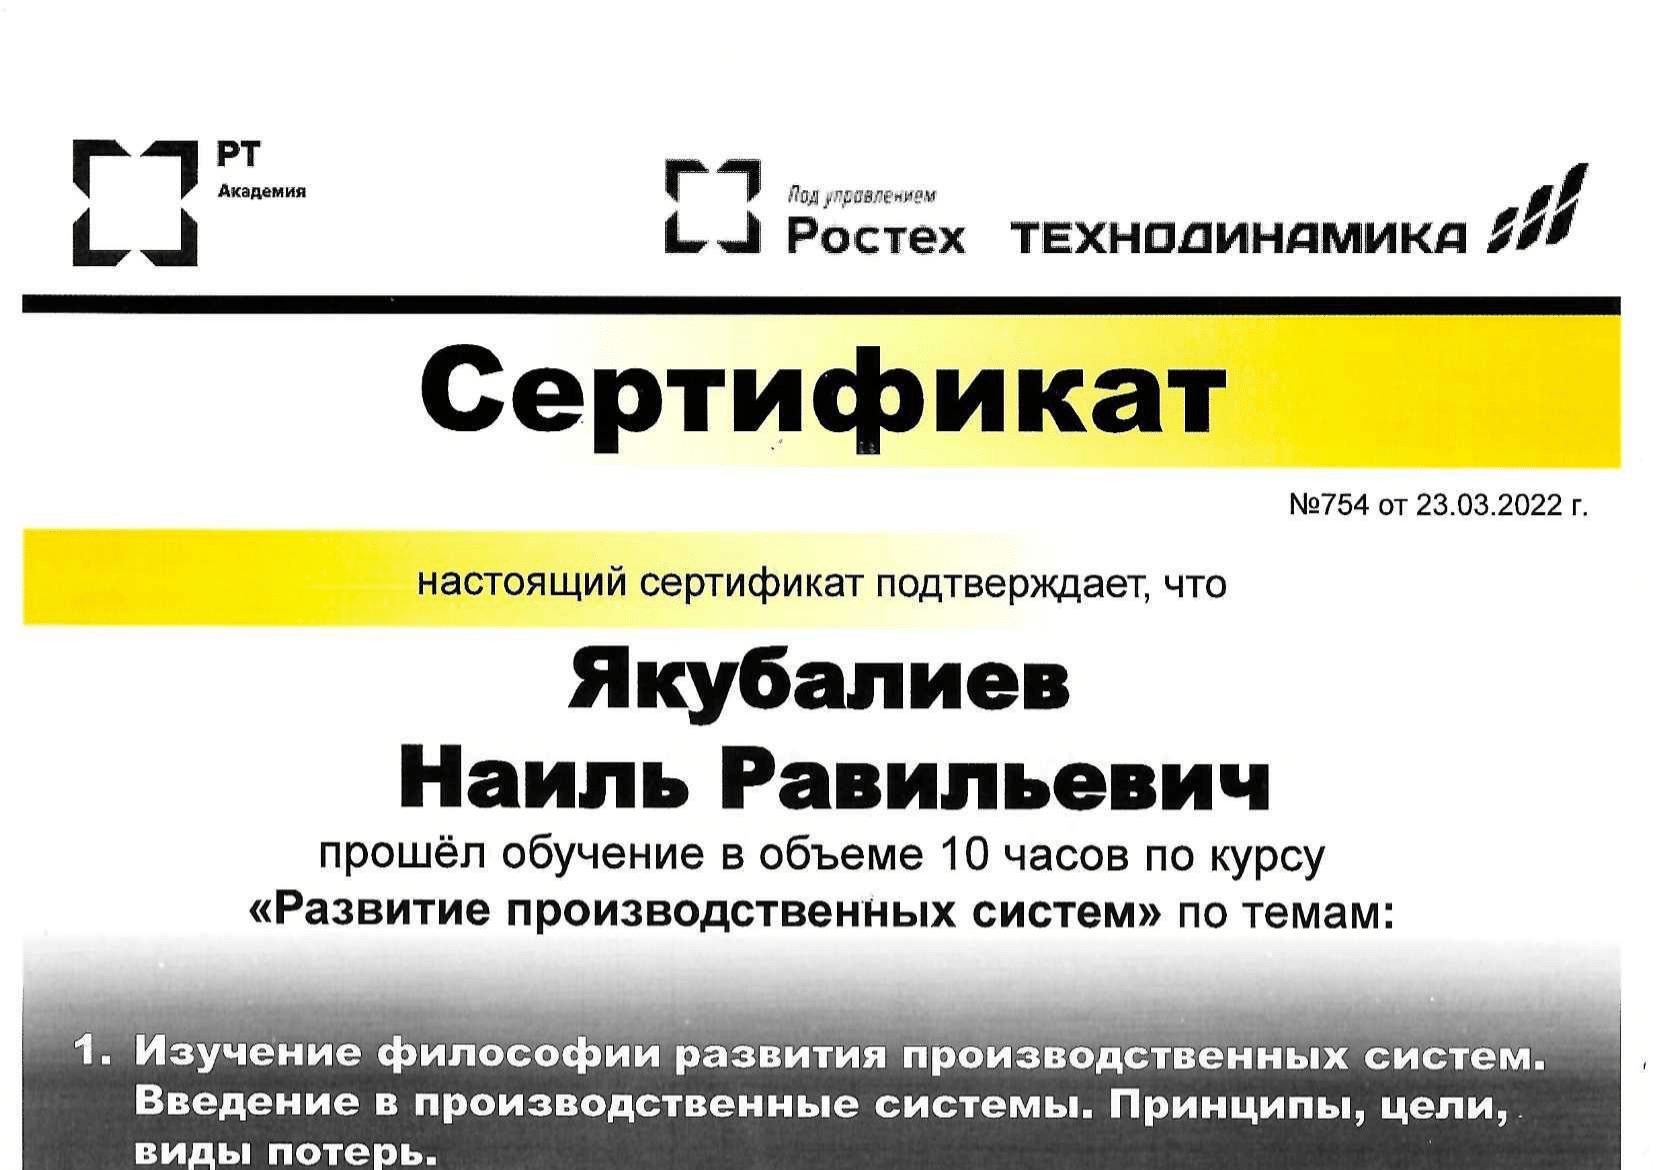 РТ
Академия
Под управлением
Ростех
ТЕХНОДИНАМИКА
Сертификат
№754 от 23.03.2022 г.
настоящий сертификат подтверждает, что
Якубалиев
Наиль Равильевич
прошёл обучение в объеме 10 часов по курсу
«Развитие производственных систем» по темам:
1. Изучение философии развития производственных систем.
Введение в производственные системы. Принципы, цели,
виды потерь.